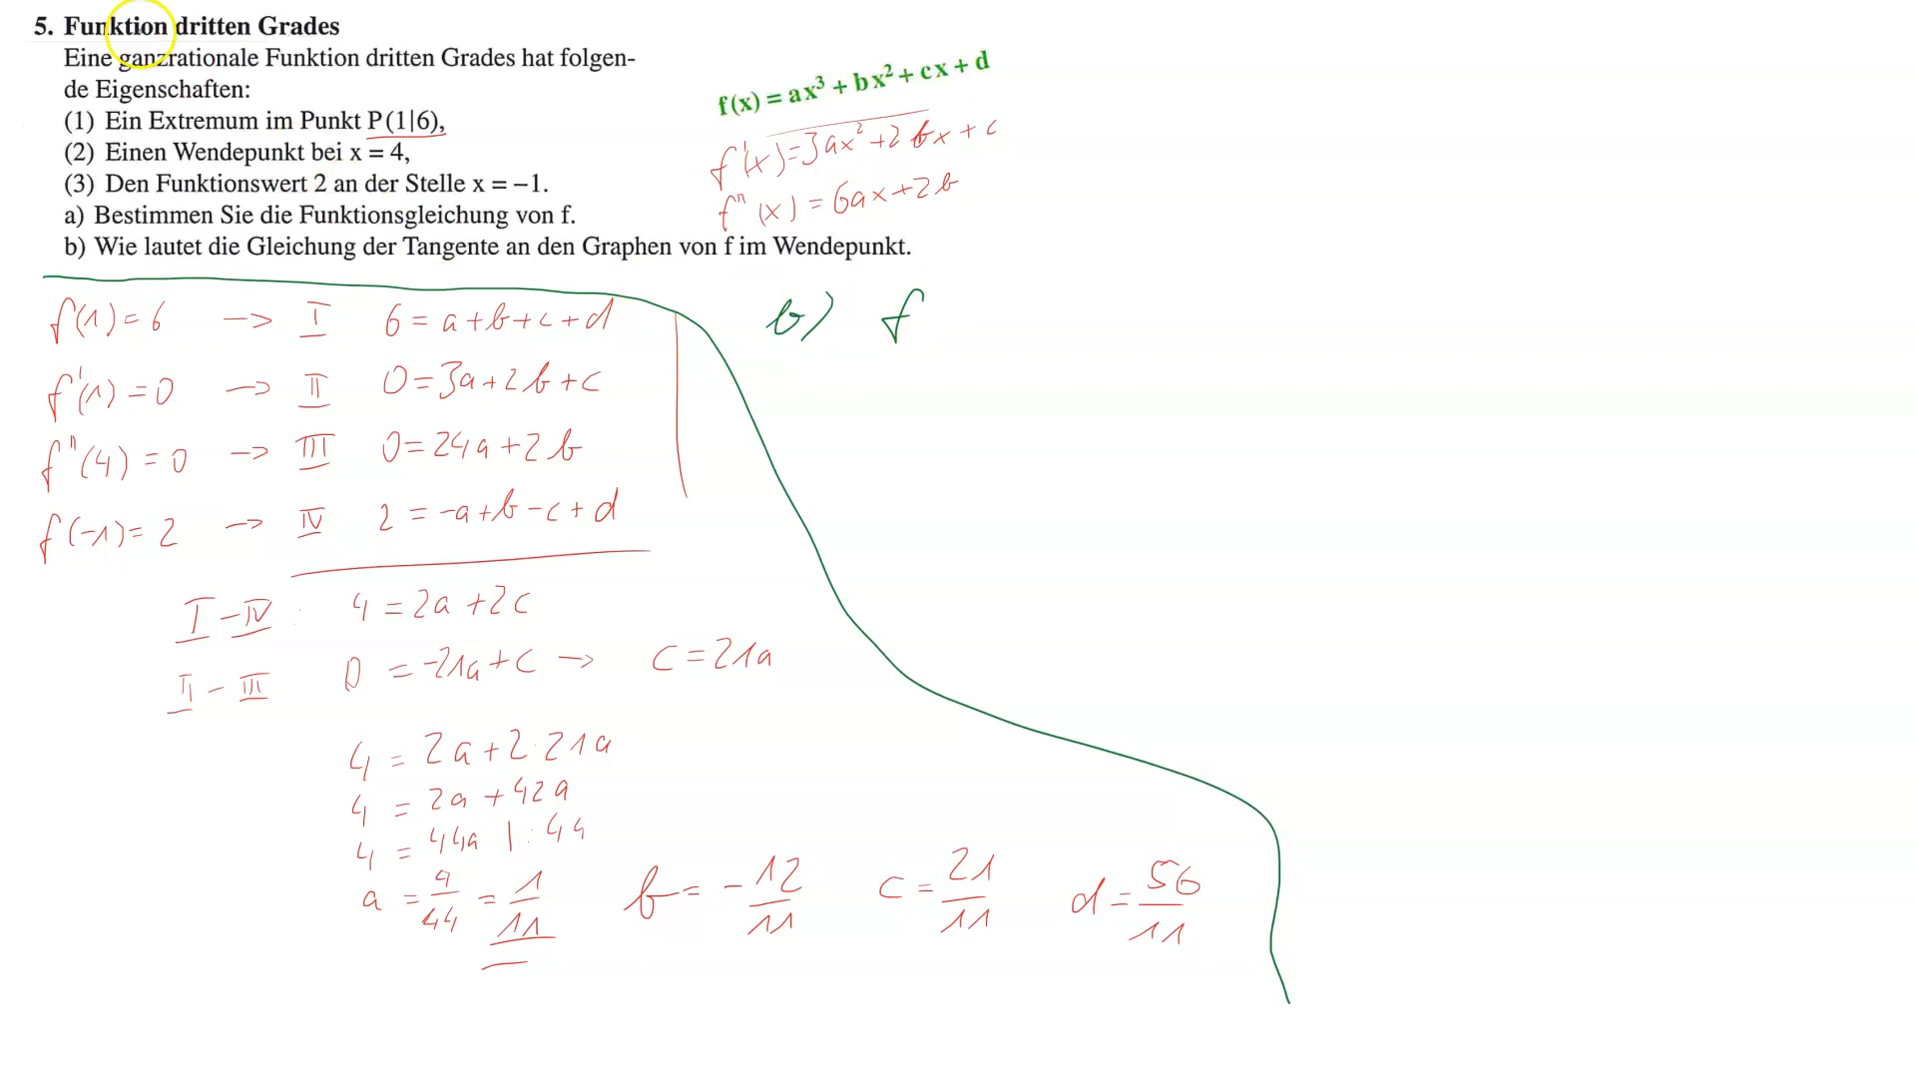 5. Funktion dritten Grades
Eine ganzrationale Funktion dritten Grades hat folgen-
de Eigenschaften:
(1) Ein Extremum im Punkt P(1|6),
(2) Einen Wendepunkt bei x = 4,
(3) Den Funktionswert 2 an der Stelle x = −1.
a) Bestimmen Sie die Funktionsgleichung von f.
b) Wie lautet die Gleichung der Tangente an den Graphen von f im Wendepunkt.
f(x) = ax³ + bx² + cx + d
f'(x) = 3ax² + 2bx + c
f"(x) = 6ax + 2b
f(1) = 6 -> I 6 = a + b + c + d
f'(1) = 0 -> II 0 = 3a + 2b + c
f"(4) = 0 -> III 0 = 24a + 2b
f(-1) = 2 -> IV 2 = -a + b - c + d
I - IV : 4 = 2a + 2c
II - III 0 = -21a + c -> c = 21a
4 = 2a + 2·21a
4 = 2a + 42a
4 = 44a | : 44
a = 4/44 = 1/11 b = - 12/11 c = 21/11 d = 56/11
b) f